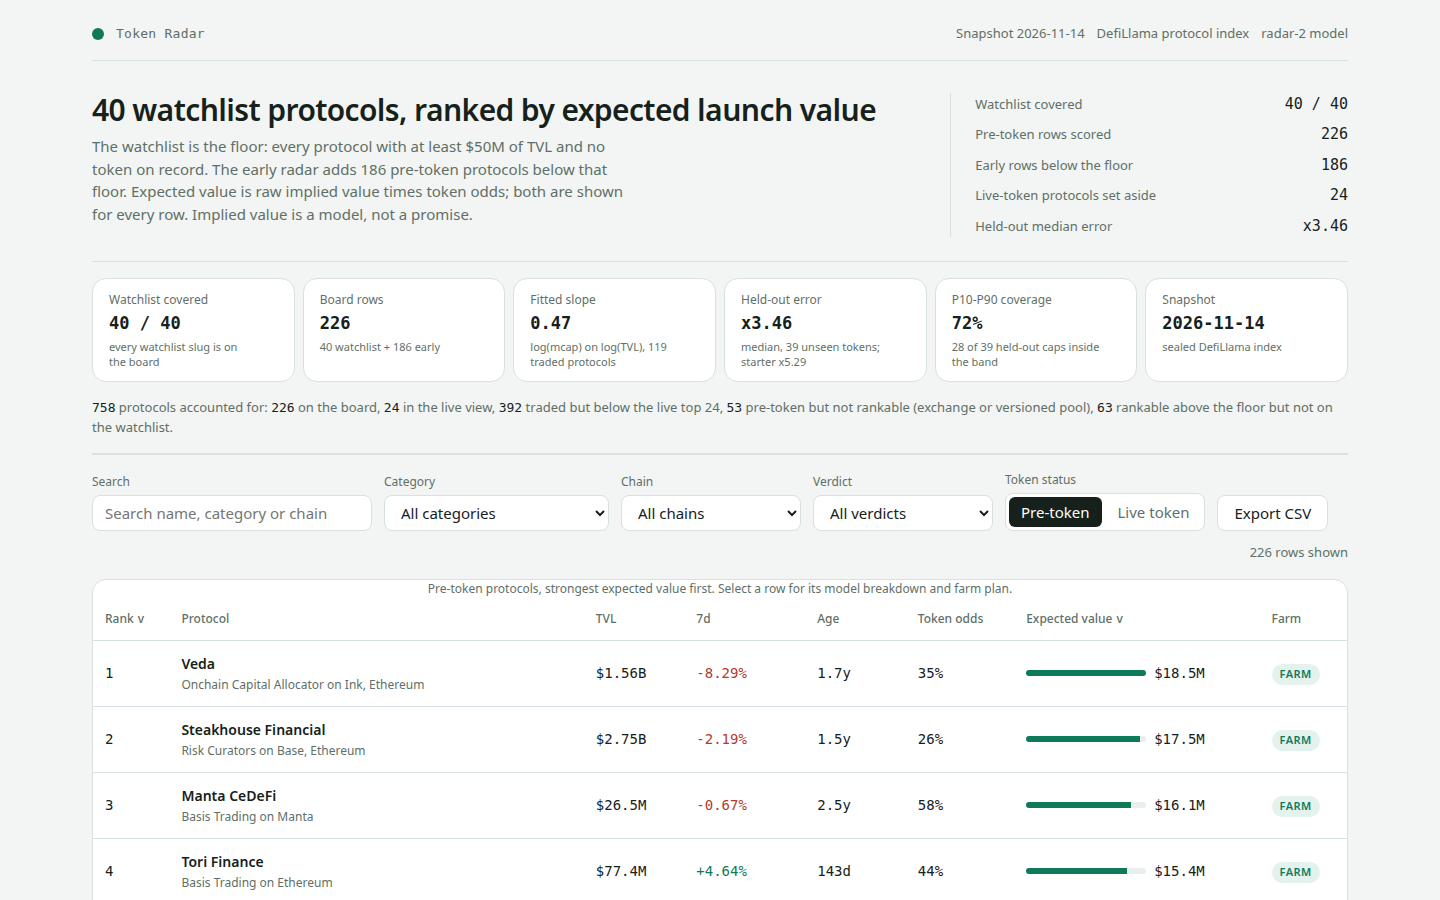 Token Radar
Snapshot 2026-11-14 DefiLlama protocol index radar-2 model
40 watchlist protocols, ranked by expected launch value
The watchlist is the floor: every protocol with at least $50M of TVL and no
token on record. The early radar adds 186 pre-token protocols below that
floor. Expected value is raw implied value times token odds; both are shown
for every row. Implied value is a model, not a promise.
Watchlist covered 40 / 40
Pre-token rows scored 226
Early rows below the floor 186
Live-token protocols set aside 24
Held-out median error x3.46
Watchlist covered
40 / 40
every watchlist slug is on
the board
Board rows
226
40 watchlist + 186 early
Fitted slope
0.47
log(mcap) on log(TVL), 119
traded protocols
Held-out error
x3.46
median, 39 unseen tokens;
starter x5.29
P10-P90 coverage
72%
28 of 39 held-out caps inside
the band
Snapshot
2026-11-14
sealed DefiLlama index
758 protocols accounted for: 226 on the board, 24 in the live view, 392 traded but below the live top 24, 53 pre-token but not rankable (exchange or versioned pool), 63 rankable above the floor but not on
the watchlist.
Search
Search name, category or chain
Category
All categories
Chain
All chains
Verdict
All verdicts
Token status
Pre-token Live token
Export CSV
226 rows shown
Pre-token protocols, strongest expected value first. Select a row for its model breakdown and farm plan.
Rank v Protocol TVL 7d Age Token odds Expected value v Farm
1 Veda $1.56B -8.29% 1.7y 35% $18.5M FARM
Onchain Capital Allocator on Ink, Ethereum
2 Steakhouse Financial $2.75B -2.19% 1.5y 26% $17.5M FARM
Risk Curators on Base, Ethereum
3 Manta CeDeFi $26.5M -0.67% 2.5y 58% $16.1M FARM
Basis Trading on Manta
4 Tori Finance $77.4M +4.64% 143d 44% $15.4M FARM
Basis Trading on Ethereum